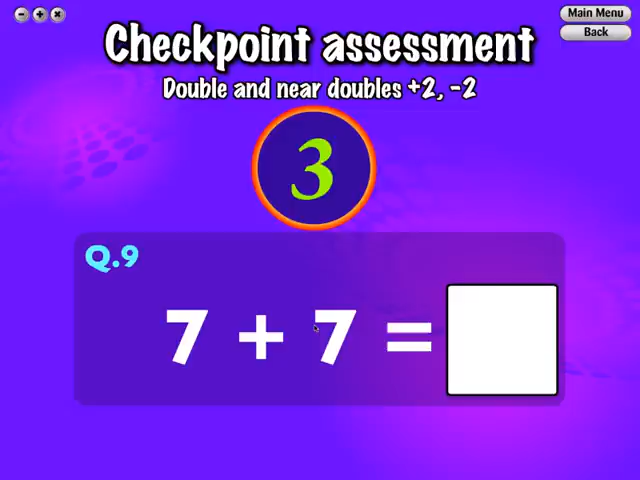 Main Menu
Back
Checkpoint assessment
Double and near doubles +2, -2
3
Q.9
7 + 7 =